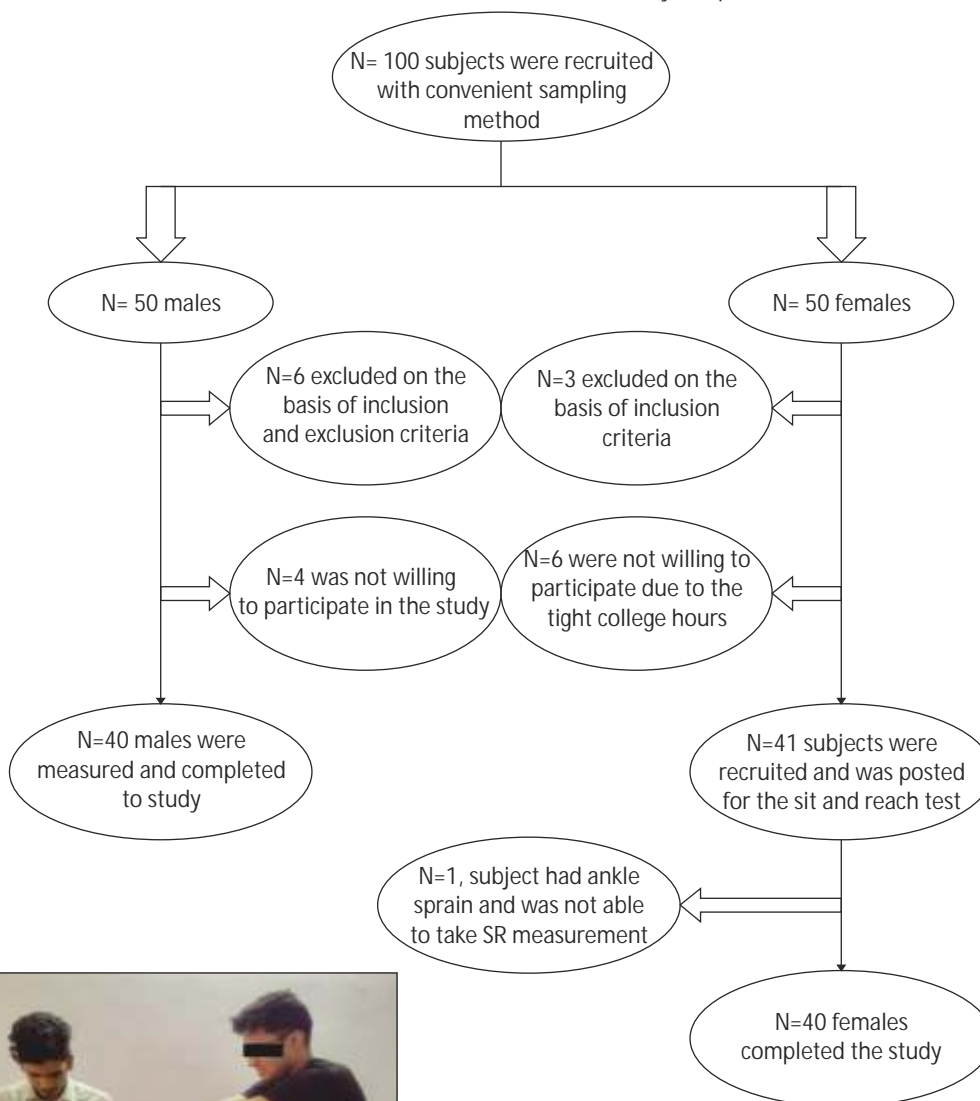 N= 100 subjects were recruited
with convenient sampling
method
N= 50 males
N= 50 females
N=6 excluded on the
basis of inclusion
and exclusion criteria
N=3 excluded on the
basis of inclusion
criteria
N=4 was not willing
to participate in the study
N=6 were not willing to
participate due to the
tight college hours
N=40 males were
measured and completed
to study
N=41 subjects were
recruited and was posted
for the sit and reach test
N=1, subject had ankle
sprain and was not able
to take SR measurement
N=40 females
completed the study